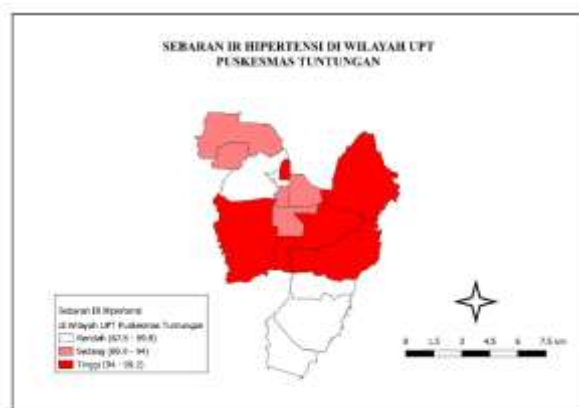 SEBARAN IR HIPERTENSI DI WILAYAH UPT
PUSKESMAS TUNTUNGAN
Sebaran IR Hipertensi
di Wilayah UPT Puskesmas Tuntungan
Rendah
Sedang
Tinggi
0 1.5 3 4.5 6 7.5 km